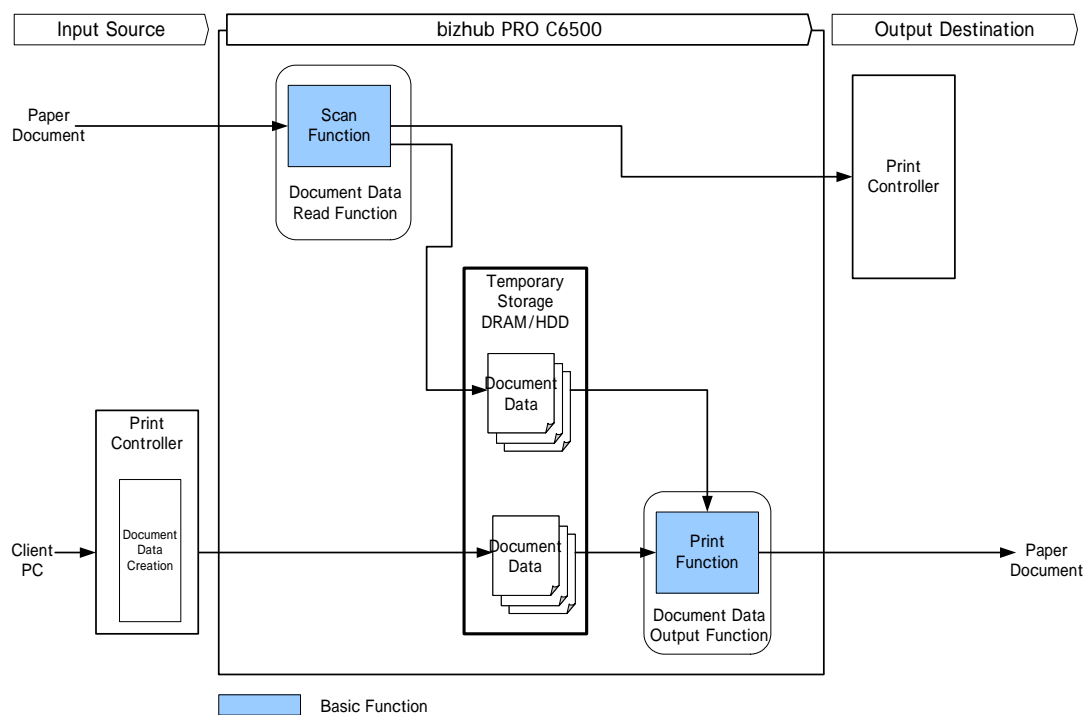 Input Source
bizhub PRO C6500
Output Destination
Paper
Document
Scan
Function
Document Data
Read Function
Print
Controller
Temporary
Storage
DRAM/HDD
Document
Data
Print
Controller
Document
Data
Creation
Client
PC
Document
Data
Print
Function
Document Data
Output Function
Paper
Document
Basic Function